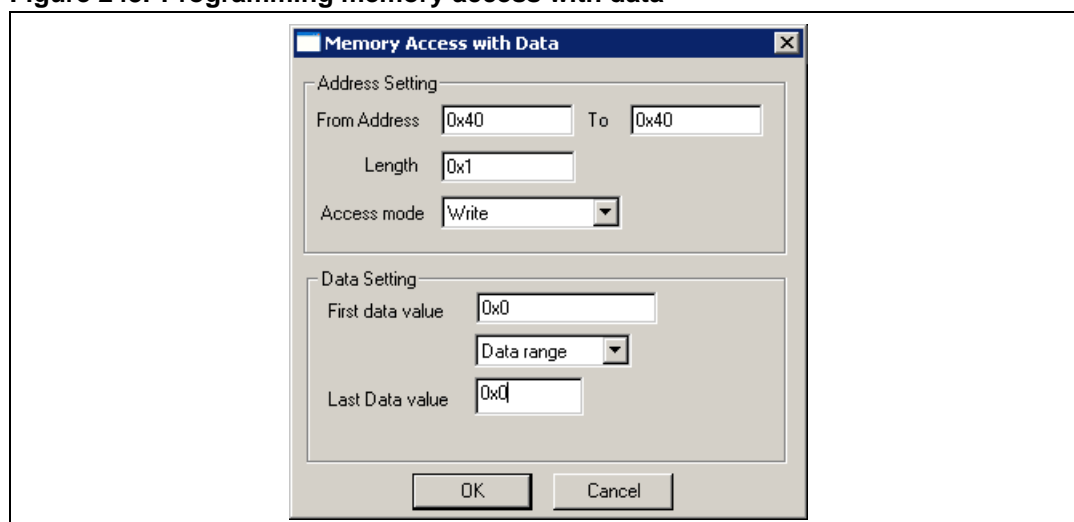 Figure 248. Programming memory access with data
Memory Access with Data
Address Setting
From Address 0x40 To 0x40
Length 0x1
Access mode Write
Data Setting
First data value 0x0
Data range
Last Data value 0x0
OK Cancel